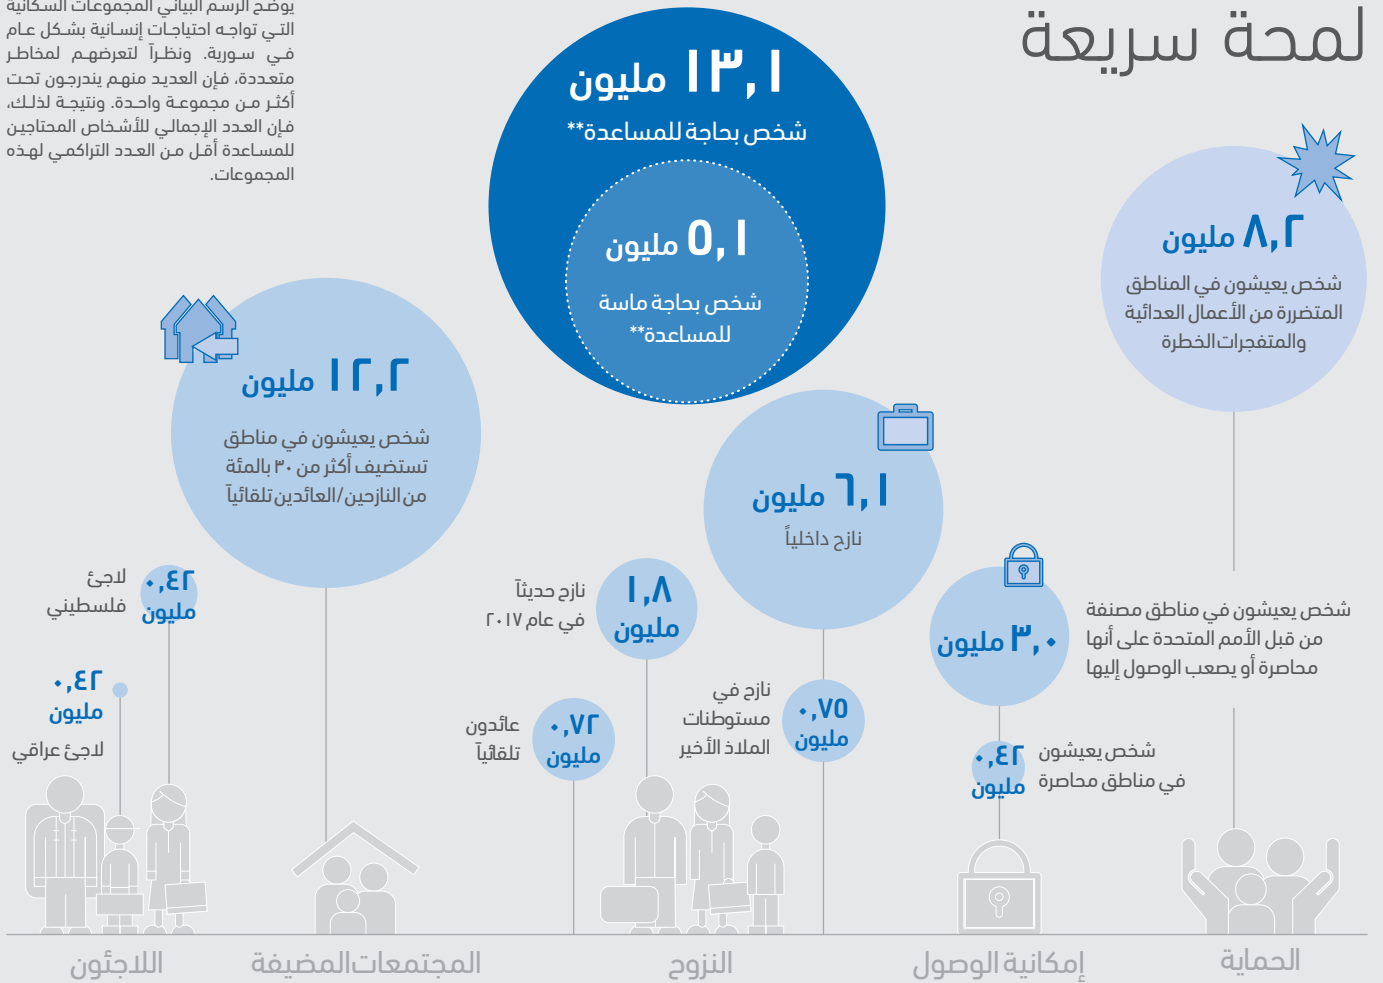 لمحة سريعة
يوضح الرسم البياني المجموعات السكانية
التي تواجه احتياجات إنسانية بشكل عام
في سورية. ونظراً لتعرضهم لمخاطر
متعددة، فإن العديد منهم يندرجون تحت
أكثر من مجموعة واحدة. ونتيجة لذلك،
فإن العدد الإجمالي للأشخاص المحتاجين
للمساعدة أقل من العدد التراكمي لهذه
المجموعات.
١٣,١ مليون
شخص بحاجة للمساعدة**
٥,١ مليون
شخص بحاجة ماسة
للمساعدة**
٨,٢ مليون
شخص يعيشون في المناطق
المتضررة من الأعمال العدائية
والمتفجرات الخطرة
شخص يعيشون في مناطق مصنفة
من قبل الأمم المتحدة على أنها
محاصرة أو يصعب الوصول إليها
٣,٠ مليون
شخص يعيشون
في مناطق محاصرة
٠,٤٢
مليون
٦,١ مليون
نازح داخلياً
٠,٧٥
مليون
نازح في
مستوطنات
الملاذ الأخير
١,٨
مليون
نازح حديثاً
في عام ٢٠١٧
٠,٧٢
مليون
عائدون
تلقائياً
١٢,٢ مليون
شخص يعيشون في مناطق
تستضيف أكثر من ٣٠ بالمئة
من النازحين/العائدين تلقائياً
٠,٤٢
مليون
لاجئ
فلسطيني
٠,٤٢
مليون
لاجئ عراقي
الحماية
إمكانية الوصول
النزوح
المجتمعات المضيفة
اللاجئون